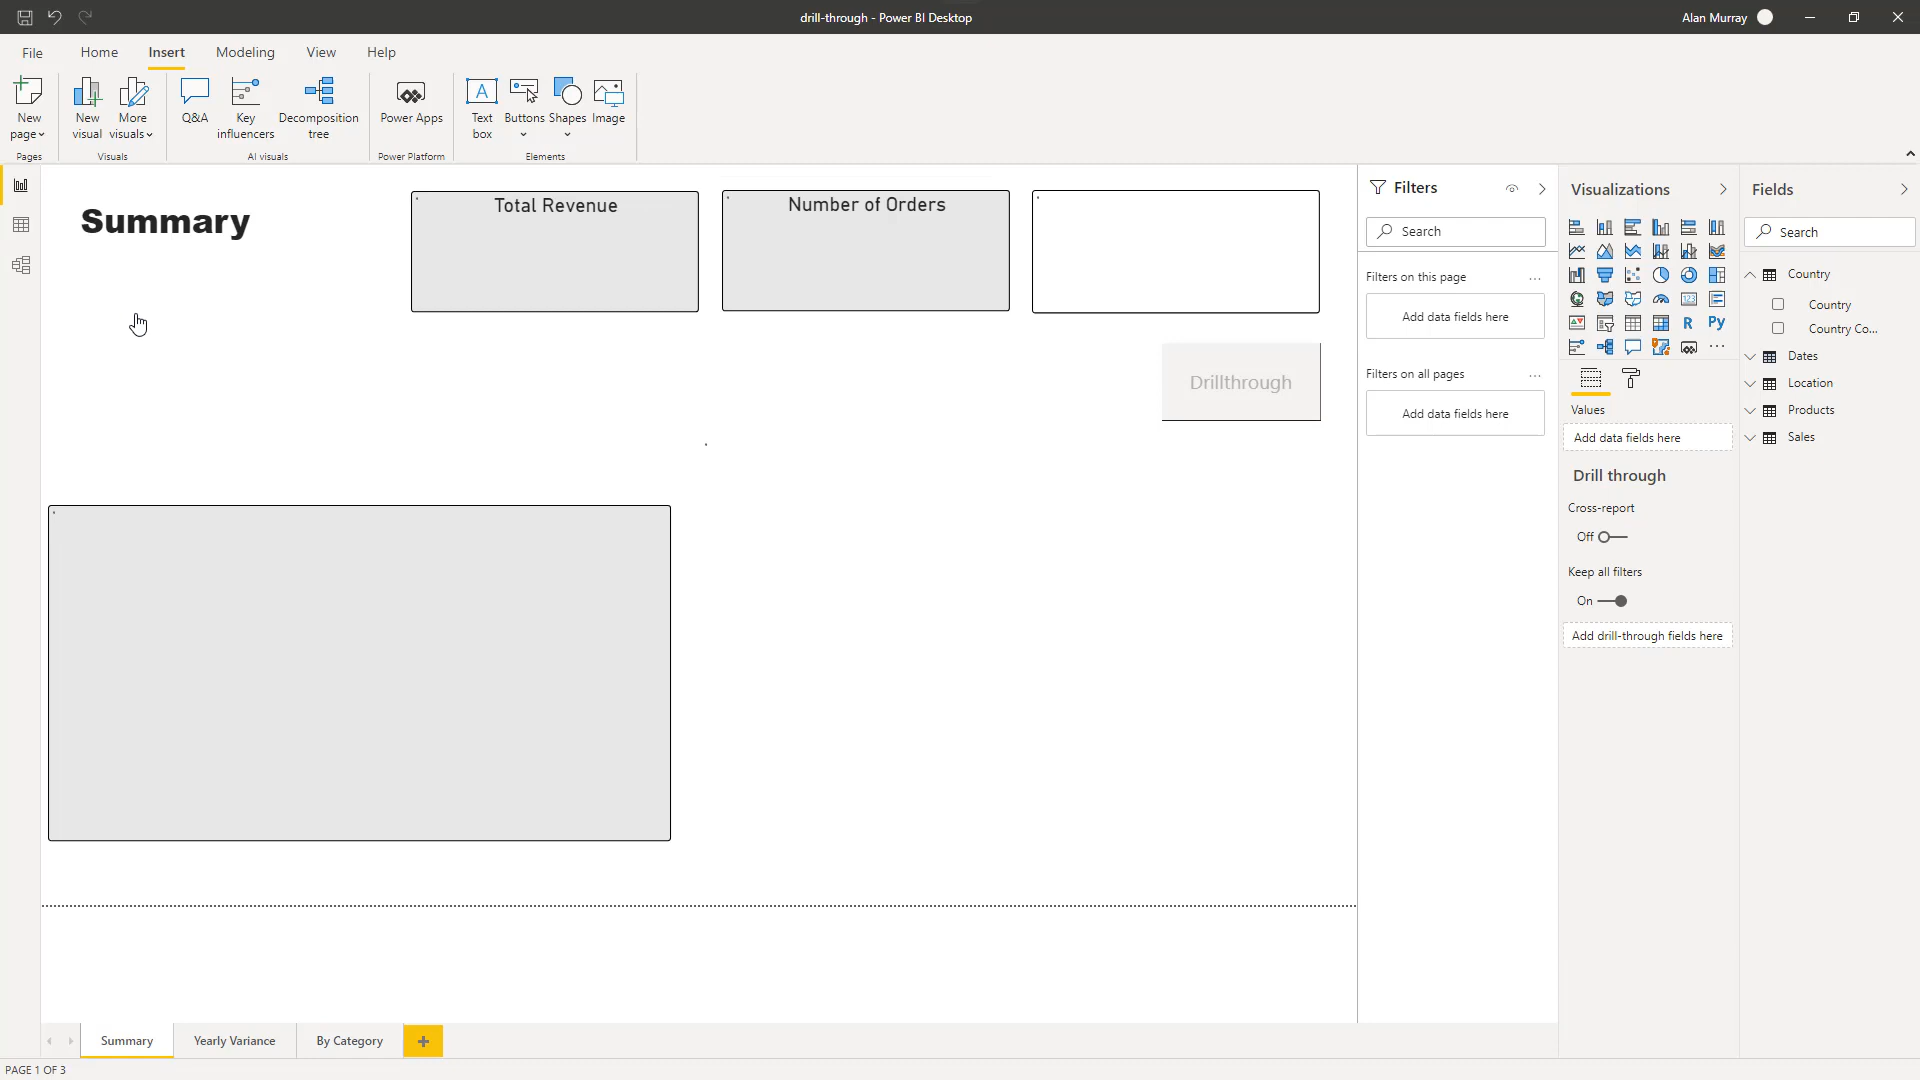 drill-through - Power BI Desktop
Alan Murray
File
Home
Insert
Modeling
View
Help
New page
New visual
More visuals
Q&A
Key influencers
Decomposition tree
Power Apps
Text box
Buttons
Shapes
Image
Pages
Visuals
AI visuals
Power Platform
Elements
Summary
Total Revenue
Number of Orders
Drillthrough
Filters
Search
Filters on this page
...
Add data fields here
Filters on all pages
...
Add data fields here
Visualizations
R
Py
123
...
Values
Add data fields here
Drill through
Cross-report
Off
Keep all filters
On
Add drill-through fields here
Fields
Search
Country
Country
Country Co...
Dates
Location
Products
Sales
Summary
Yearly Variance
By Category
+
PAGE 1 OF 3